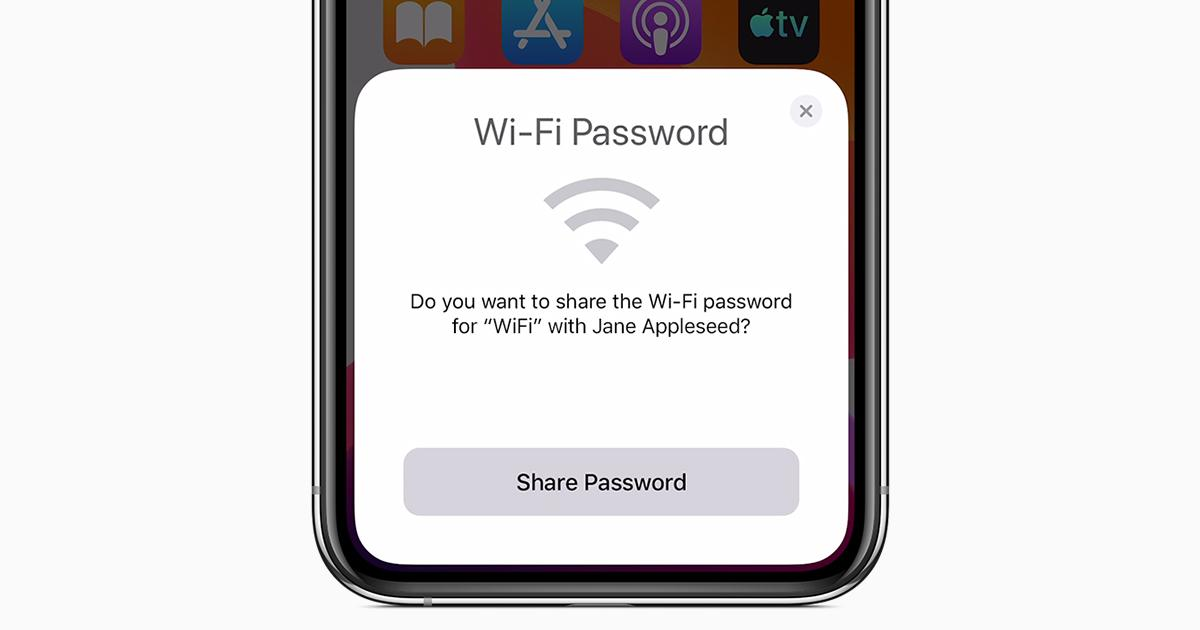 tv
Wi-Fi Password
Do you want to share the Wi-Fi password
for “WiFi” with Jane Appleseed?
Share Password